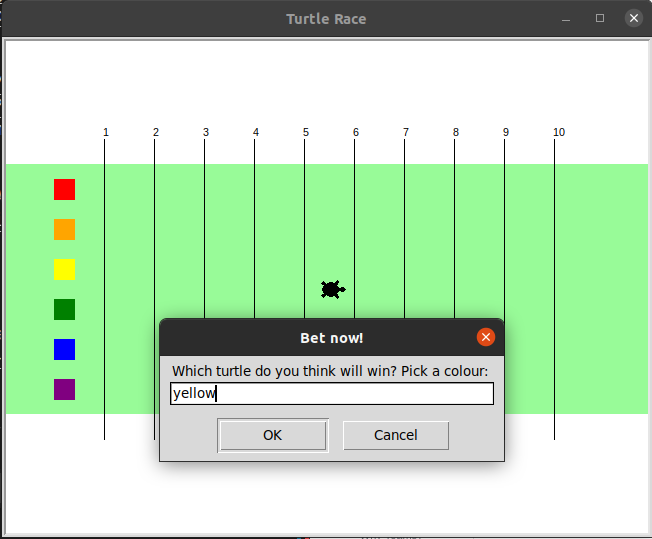 Turtle Race
1 2 3 4 5 6 7 8 9 10
Bet now!
Which turtle do you think will win? Pick a colour:
yellow
OK Cancel